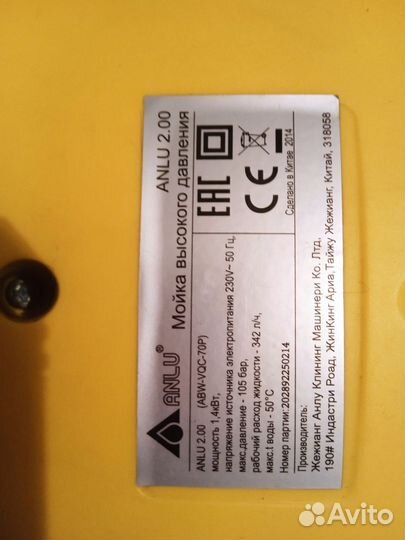 ANLU®
Мойка высокого давления
ANLU 2.00
ANLU 2.00 (ABW-VQC-70P)
мощность 1,4кВт,
напряжение источника электропитания 230V~ 50 Гц,
макс.давление - 105 бар,
рабочий расход жидкости - 342 л/ч,
макс.t воды - 50°С
Номер партии:202892250214
EAC
CE
Сделано в Китае, 2014
Производитель:
Жежианг Анлу Клининг Машинери Ко. Лтд,
190# Индастри Роад, ЖинКинг Ариа,Тайжу Жежианг, Китай, 318058
Avito